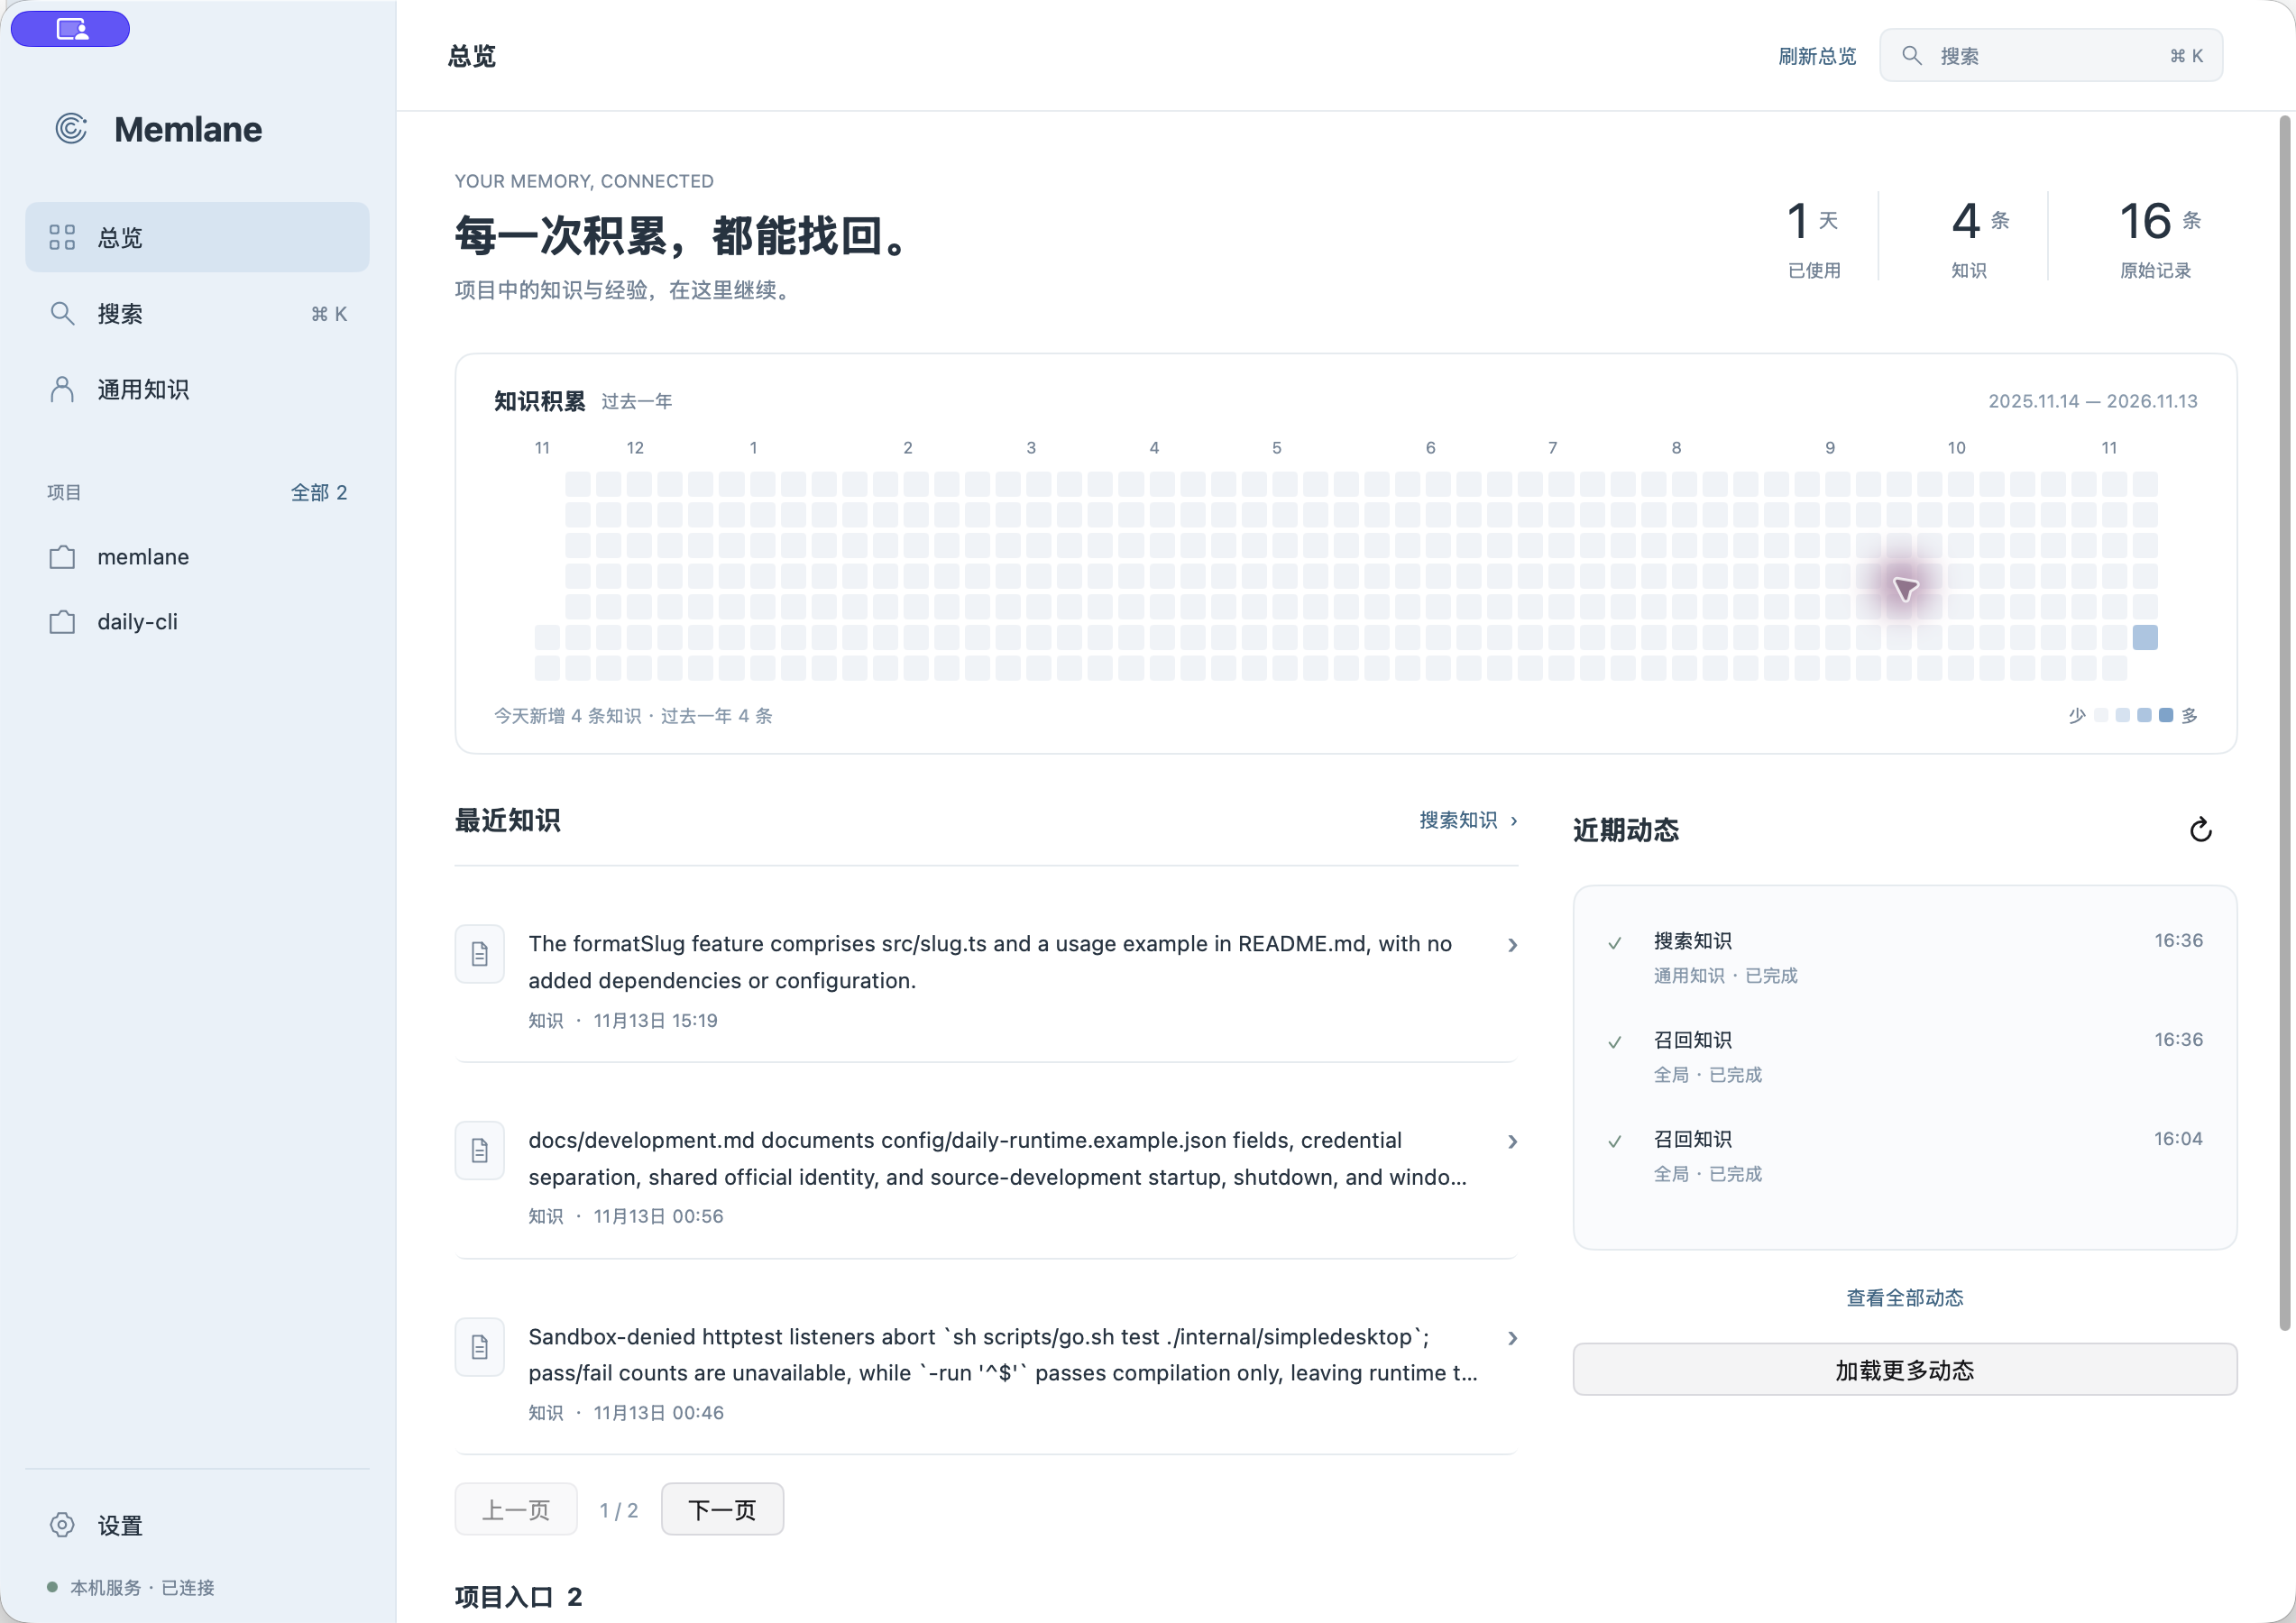 Memlane
总览
搜索 ⌘ K
通用知识
项目 全部 2
memlane
daily-cli
设置
本机服务 · 已连接
总览
刷新总览
搜索 ⌘ K
YOUR MEMORY, CONNECTED
每一次积累，都能找回。
项目中的知识与经验，在这里继续。
1 天
已使用
4 条
知识
16 条
原始记录
知识积累 过去一年
2025.11.14 — 2026.11.13
11 12 1 2 3 4 5 6 7 8 9 10 11
今天新增 4 条知识 · 过去一年 4 条
少 多
最近知识
搜索知识 ›
The formatSlug feature comprises src/slug.ts and a usage example in README.md, with no
added dependencies or configuration.
知识 · 11月13日 15:19
docs/development.md documents config/daily-runtime.example.json fields, credential
separation, shared official identity, and source-development startup, shutdown, and windo...
知识 · 11月13日 00:56
Sandbox-denied httptest listeners abort `sh scripts/go.sh test ./internal/simpledesktop`;
pass/fail counts are unavailable, while `-run '^$'` passes compilation only, leaving runtime t...
知识 · 11月13日 00:46
上一页 1 / 2 下一页
项目入口 2
近期动态
搜索知识 16:36
通用知识 · 已完成
召回知识 16:36
全局 · 已完成
召回知识 16:04
全局 · 已完成
查看全部动态
加载更多动态